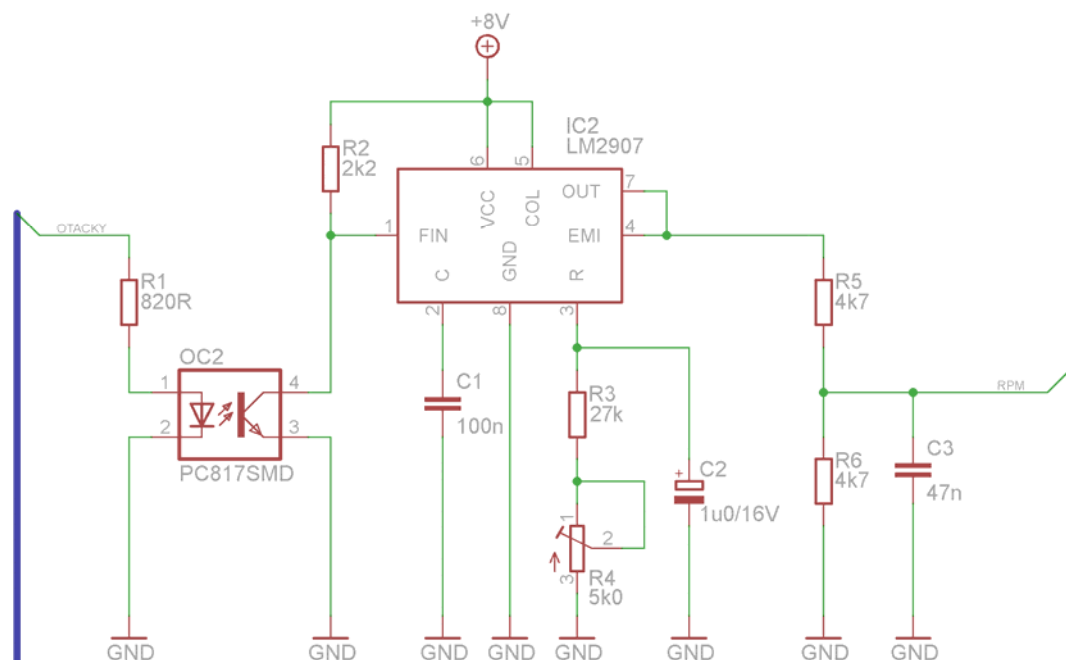 +8V
IC2
LM2907
R2
2k2
6
5
VCC
COL
OUT
7
1
FIN
EMI
4
C
GND
R
2
8
3
OTACKY
R1
820R
OC2
1
4
2
3
PC817SMD
C1
100n
R3
27k
C2
+
1u0/16V
1
2
3
R4
5k0
R5
4k7
RPM
R6
4k7
C3
47n
GND
GND
GND
GND
GND
GND
GND
GND